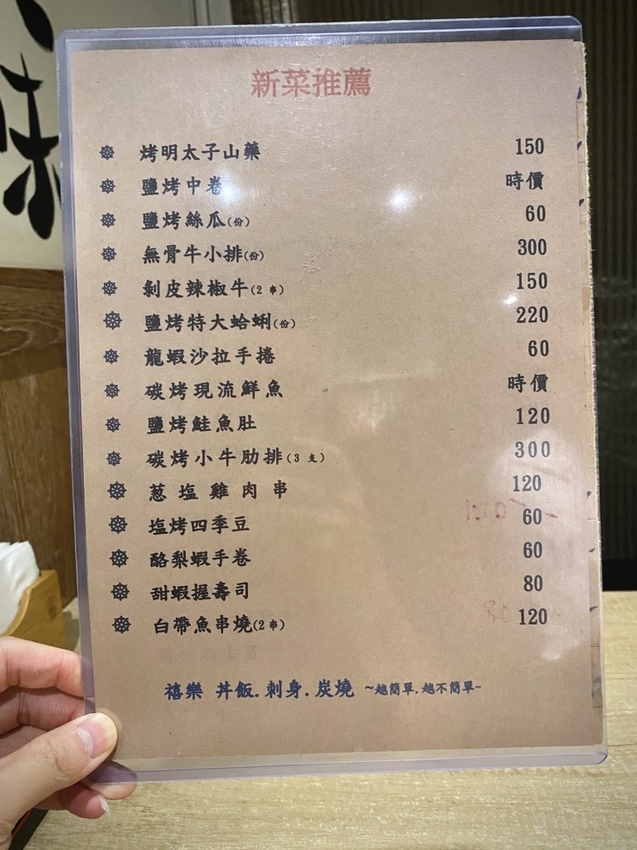 新菜推薦
烤明太子山藥 150
鹽烤中卷 時價
鹽烤絲瓜(份) 60
無骨牛小排(份) 300
剝皮辣椒牛(2 串) 150
鹽烤特大蛤蜊(份) 220
龍蝦沙拉手捲 60
碳烤現流鮮魚 時價
鹽烤鮭魚肚 120
碳烤小牛肋排(3 支) 300
蔥塩雞肉串 120
塩烤四季豆 60
酪梨蝦手卷 60
甜蝦握壽司 80
白帶魚串燒(2串) 120
禧樂 丼飯.刺身.炭燒 ~越簡單.越不簡單~
味